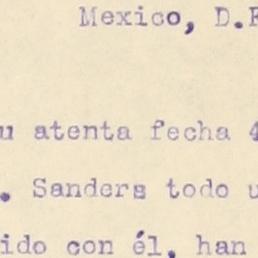 Mexico, D.F
u atenta fecha 4
. Sanders todo u
ido con él, han